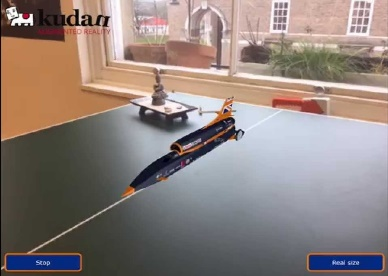 kudan
AUGMENTED REALITY
Stop
Real size